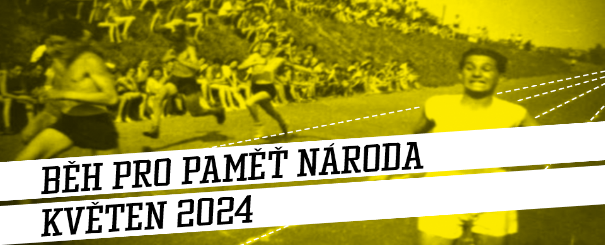 BĚH PRO PAMĚŤ NÁRODA
KVĚTEN 2024